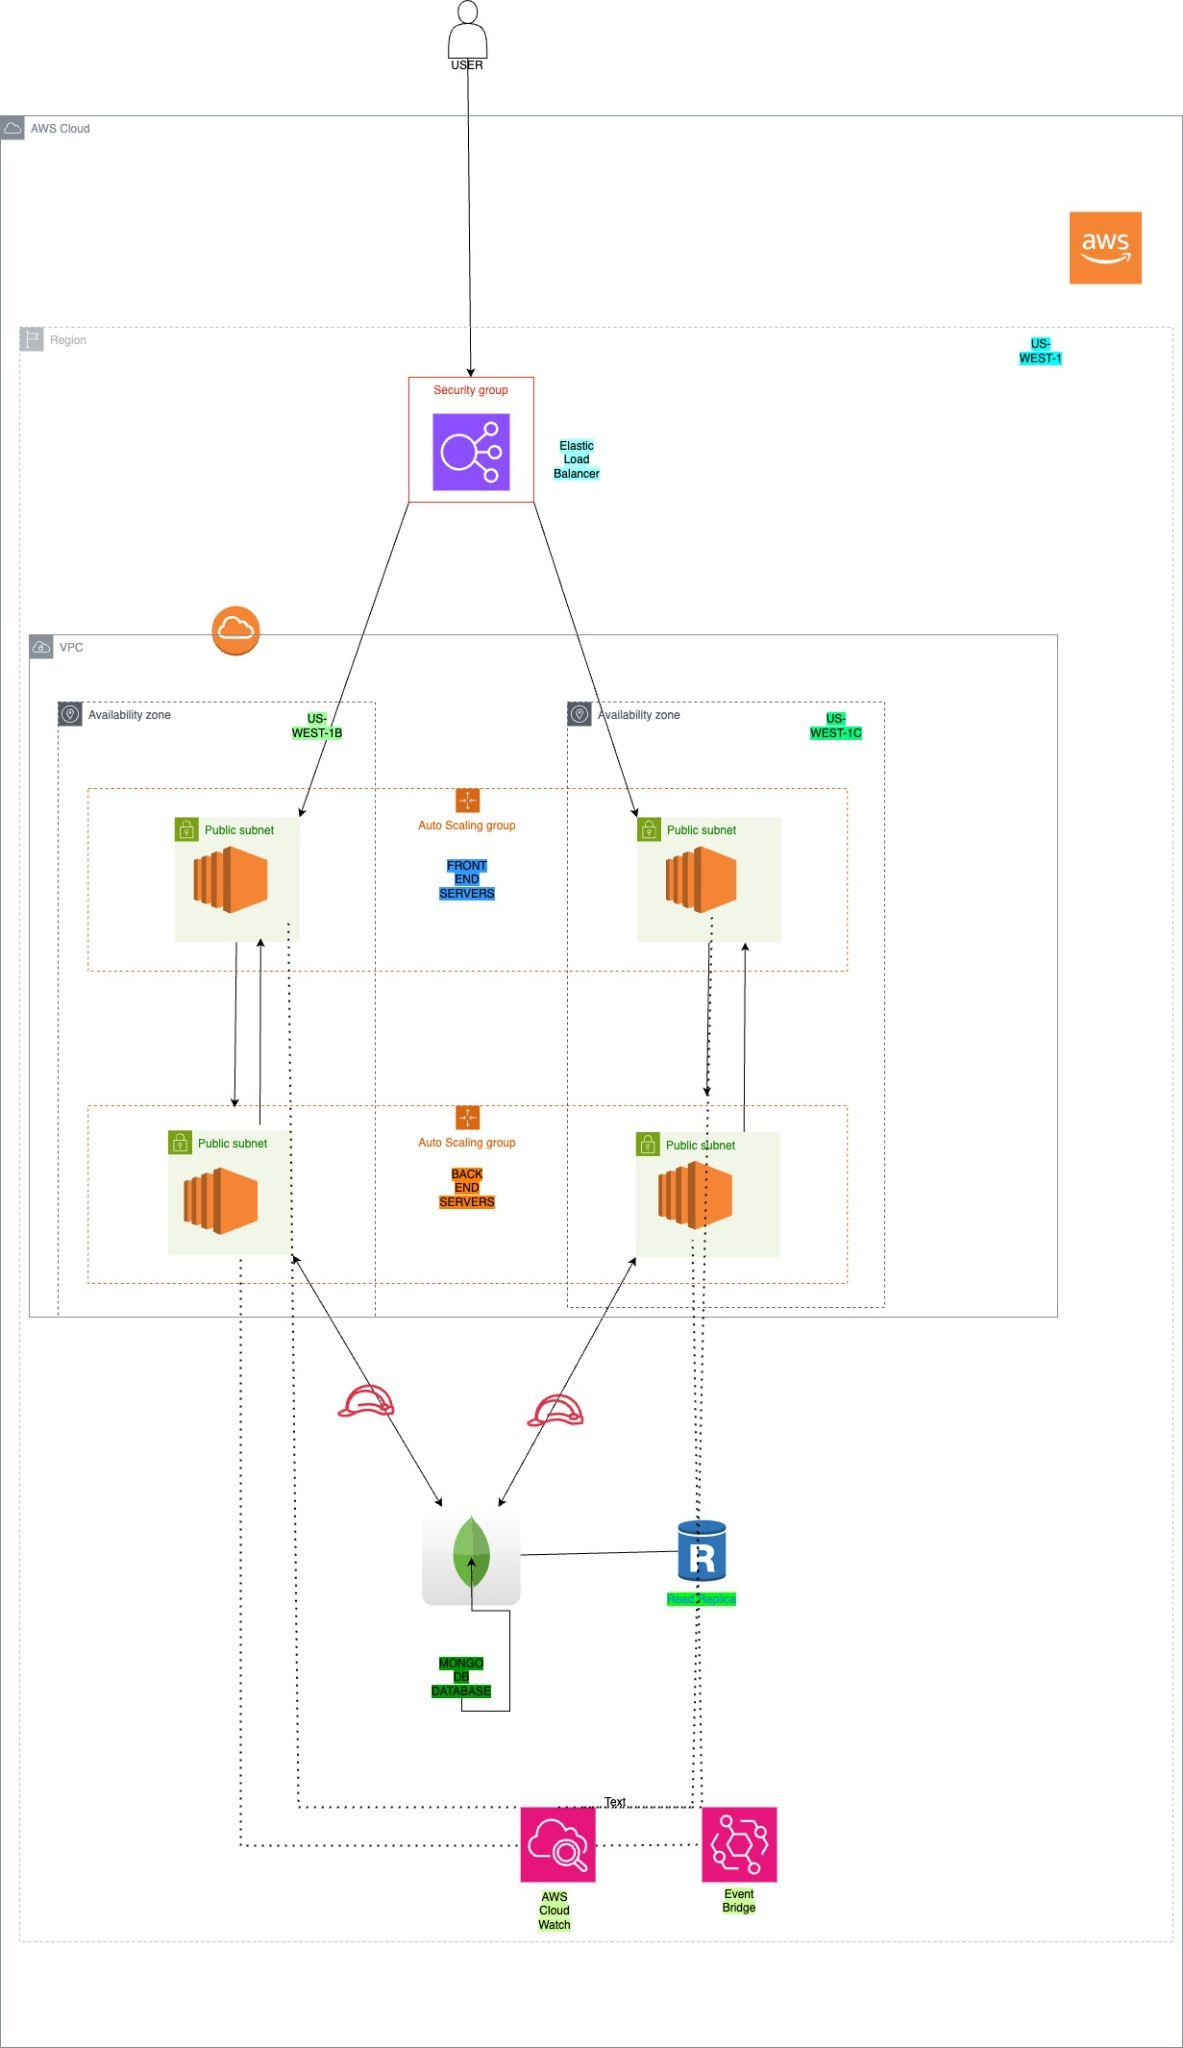 USER
AWS Cloud
aws
Region
US-
WEST-1
Security group
Elastic
Load
Balancer
VPC
Availability zone
US-
WEST-1B
Availability zone
US-
WEST-1C
Auto Scaling group
Public subnet
Public subnet
FRONT
END
SERVERS
Auto Scaling group
Public subnet
Public subnet
BACK
END
SERVERS
R
Read Replica
MONGO
DB
DATABASE
Text
AWS
Cloud
Watch
Event
Bridge